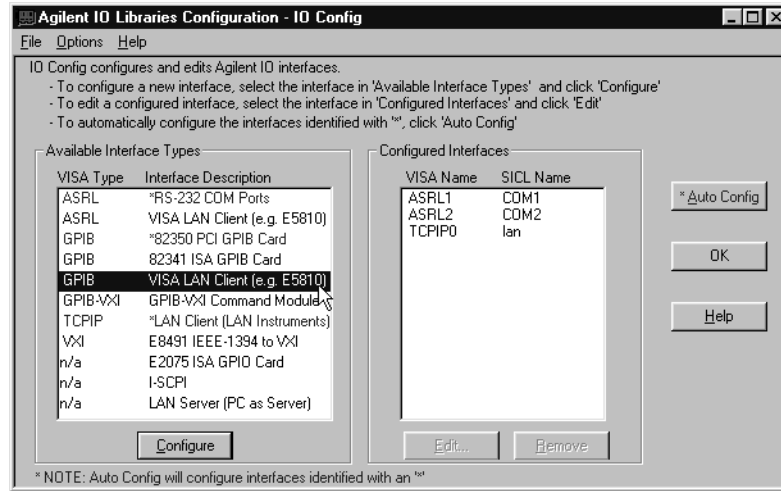 Agilent IO Libraries Configuration - IO Config
File Options Help
IO Config configures and edits Agilent IO interfaces.
- To configure a new interface, select the interface in 'Available Interface Types' and click 'Configure'
- To edit a configured interface, select the interface in 'Configured Interfaces' and click 'Edit'
- To automatically configure the interfaces identified with '*', click 'Auto Config'
Available Interface Types
VISA Type Interface Description
ASRL *RS-232 COM Ports
ASRL VISA LAN Client (e.g. E5810)
GPIB *82350 PCI GPIB Card
GPIB 82341 ISA GPIB Card
GPIB VISA LAN Client (e.g. E5810)
GPIB-VXI GPIB-VXI Command Module
TCPIP *LAN Client (LAN Instruments)
VXI E8491 IEEE-1394 to VXI
n/a E2075 ISA GPIO Card
n/a I-SCPI
n/a LAN Server (PC as Server)
Configure
Configured Interfaces
VISA Name SICL Name
ASRL1 COM1
ASRL2 COM2
TCPIP0 lan
Edit... Remove
* Auto Config
OK
Help
* NOTE: Auto Config will configure interfaces identified with an '*'